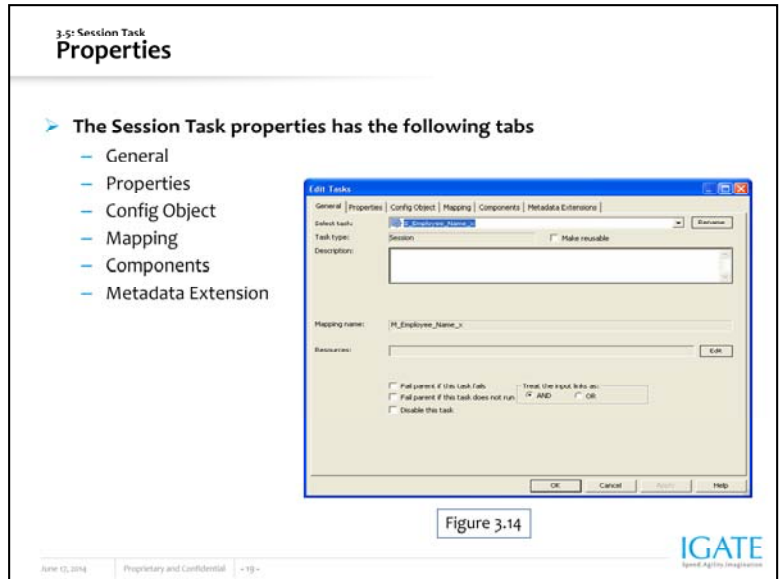 3.5: Session Task
Properties
➢ The Session Task properties has the following tabs
– General
– Properties
– Config Object
– Mapping
– Components
– Metadata Extension
Edit Tasks
General | Properties | Config Object | Mapping | Components | Metadata Extensions |
Select task: S_Employee_Name_x Rename
Task type: Session Make reusable
Description:
Mapping name: M_Employee_Name_x
Resources: Edit
Fail parent if this task fails Treat the input links as:
Fail parent if this task does not run AND OR
Disable this task
OK Cancel Apply Help
Figure 3.14
IGATE
Speed.Agility.Imagination
June 17, 2014 Proprietary and Confidential - 19 -